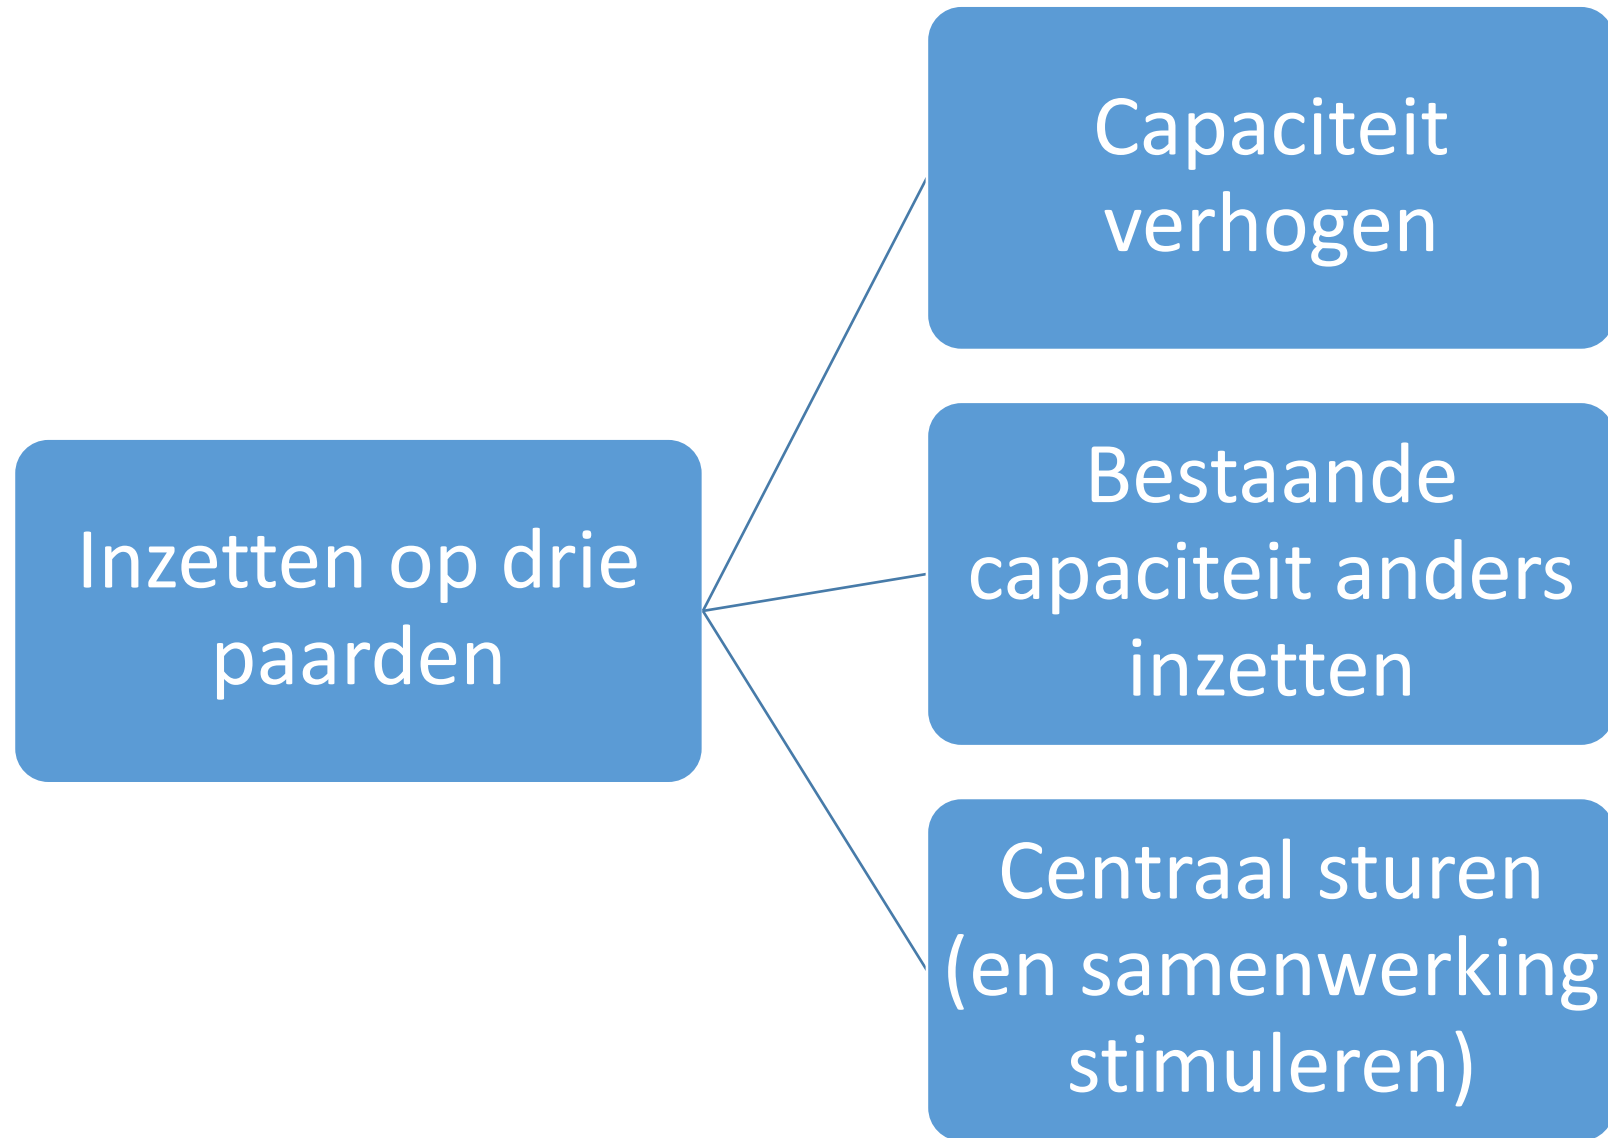 Inzetten op drie
paarden
Capaciteit
verhogen
Bestaande
capaciteit anders
inzetten
Centraal sturen
(en samenwerking
stimuleren)